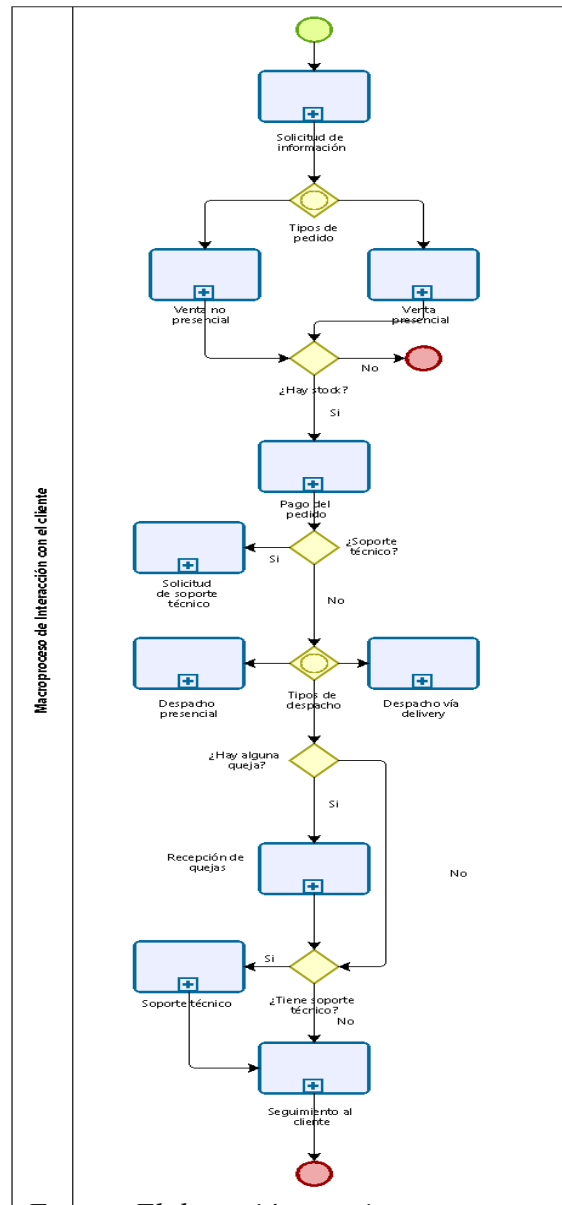 Macroproceso de Interacción con el cliente
Solicitud de
información
Tipos de
pedido
Venta no
presencial
Venta
presencial
No
¿Hay stock?
Si
Pago del
pedido
¿Soporte
técnico?
Si
Solicitud
de soporte
técnico
No
Despacho
presencial
Tipos de
despacho
Despacho vía
delivery
¿Hay alguna
queja?
Si
Recepción de
quejas
No
Si
Soporte técnico
¿Tiene soporte
técnico?
No
Seguimiento al
cliente